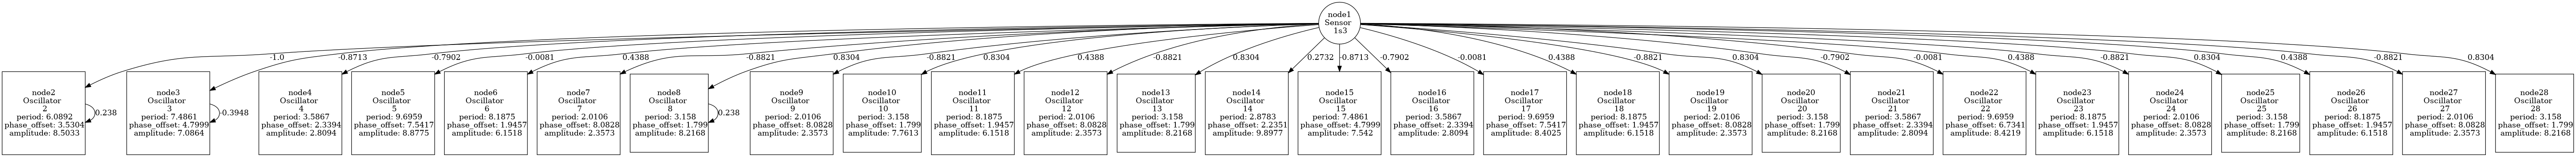 node1
Sensor
1s3
-1.0
-0.8713
-0.7902
-0.0081
0.4388
-0.8821
0.8304
-0.8821
0.8304
0.4388
-0.8821
0.8304
0.2732
-0.8713
-0.7902
-0.0081
0.4388
-0.8821
0.8304
-0.7902
-0.0081
0.4388
-0.8821
0.8304
0.4388
-0.8821
0.8304
node2
Oscillator
2
period: 6.0892
phase_offset: 3.5304
amplitude: 8.5033
0.238
node3
Oscillator
3
period: 7.4861
phase_offset: 4.7999
amplitude: 7.0864
-0.3948
node4
Oscillator
4
period: 3.5867
phase_offset: 2.3394
amplitude: 2.8094
node5
Oscillator
5
period: 9.6959
phase_offset: 7.5417
amplitude: 8.8775
node6
Oscillator
6
period: 8.1875
phase_offset: 1.9457
amplitude: 6.1518
node7
Oscillator
7
period: 2.0106
phase_offset: 8.0828
amplitude: 2.3573
node8
Oscillator
8
period: 3.158
phase_offset: 1.799
amplitude: 8.2168
0.238
node9
Oscillator
9
period: 2.0106
phase_offset: 8.0828
amplitude: 2.3573
node10
Oscillator
10
period: 3.158
phase_offset: 1.799
amplitude: 7.7613
node11
Oscillator
11
period: 8.1875
phase_offset: 1.9457
amplitude: 6.1518
node12
Oscillator
12
period: 2.0106
phase_offset: 8.0828
amplitude: 2.3573
node13
Oscillator
13
period: 3.158
phase_offset: 1.799
amplitude: 8.2168
node14
Oscillator
14
period: 2.8783
phase_offset: 2.2351
amplitude: 9.8977
node15
Oscillator
15
period: 7.4861
phase_offset: 4.7999
amplitude: 7.542
node16
Oscillator
16
period: 3.5867
phase_offset: 2.3394
amplitude: 2.8094
node17
Oscillator
17
period: 9.6959
phase_offset: 7.5417
amplitude: 8.4025
node18
Oscillator
18
period: 8.1875
phase_offset: 1.9457
amplitude: 6.1518
node19
Oscillator
19
period: 2.0106
phase_offset: 8.0828
amplitude: 2.3573
node20
Oscillator
20
period: 3.158
phase_offset: 1.799
amplitude: 8.2168
node21
Oscillator
21
period: 3.5867
phase_offset: 2.3394
amplitude: 2.8094
node22
Oscillator
22
period: 9.6959
phase_offset: 6.7341
amplitude: 8.4219
node23
Oscillator
23
period: 8.1875
phase_offset: 1.9457
amplitude: 6.1518
node24
Oscillator
24
period: 2.0106
phase_offset: 8.0828
amplitude: 2.3573
node25
Oscillator
25
period: 3.158
phase_offset: 1.799
amplitude: 8.2168
node26
Oscillator
26
period: 8.1875
phase_offset: 1.9457
amplitude: 6.1518
node27
Oscillator
27
period: 2.0106
phase_offset: 8.0828
amplitude: 2.3573
node28
Oscillator
28
period: 3.158
phase_offset: 1.799
amplitude: 8.2168